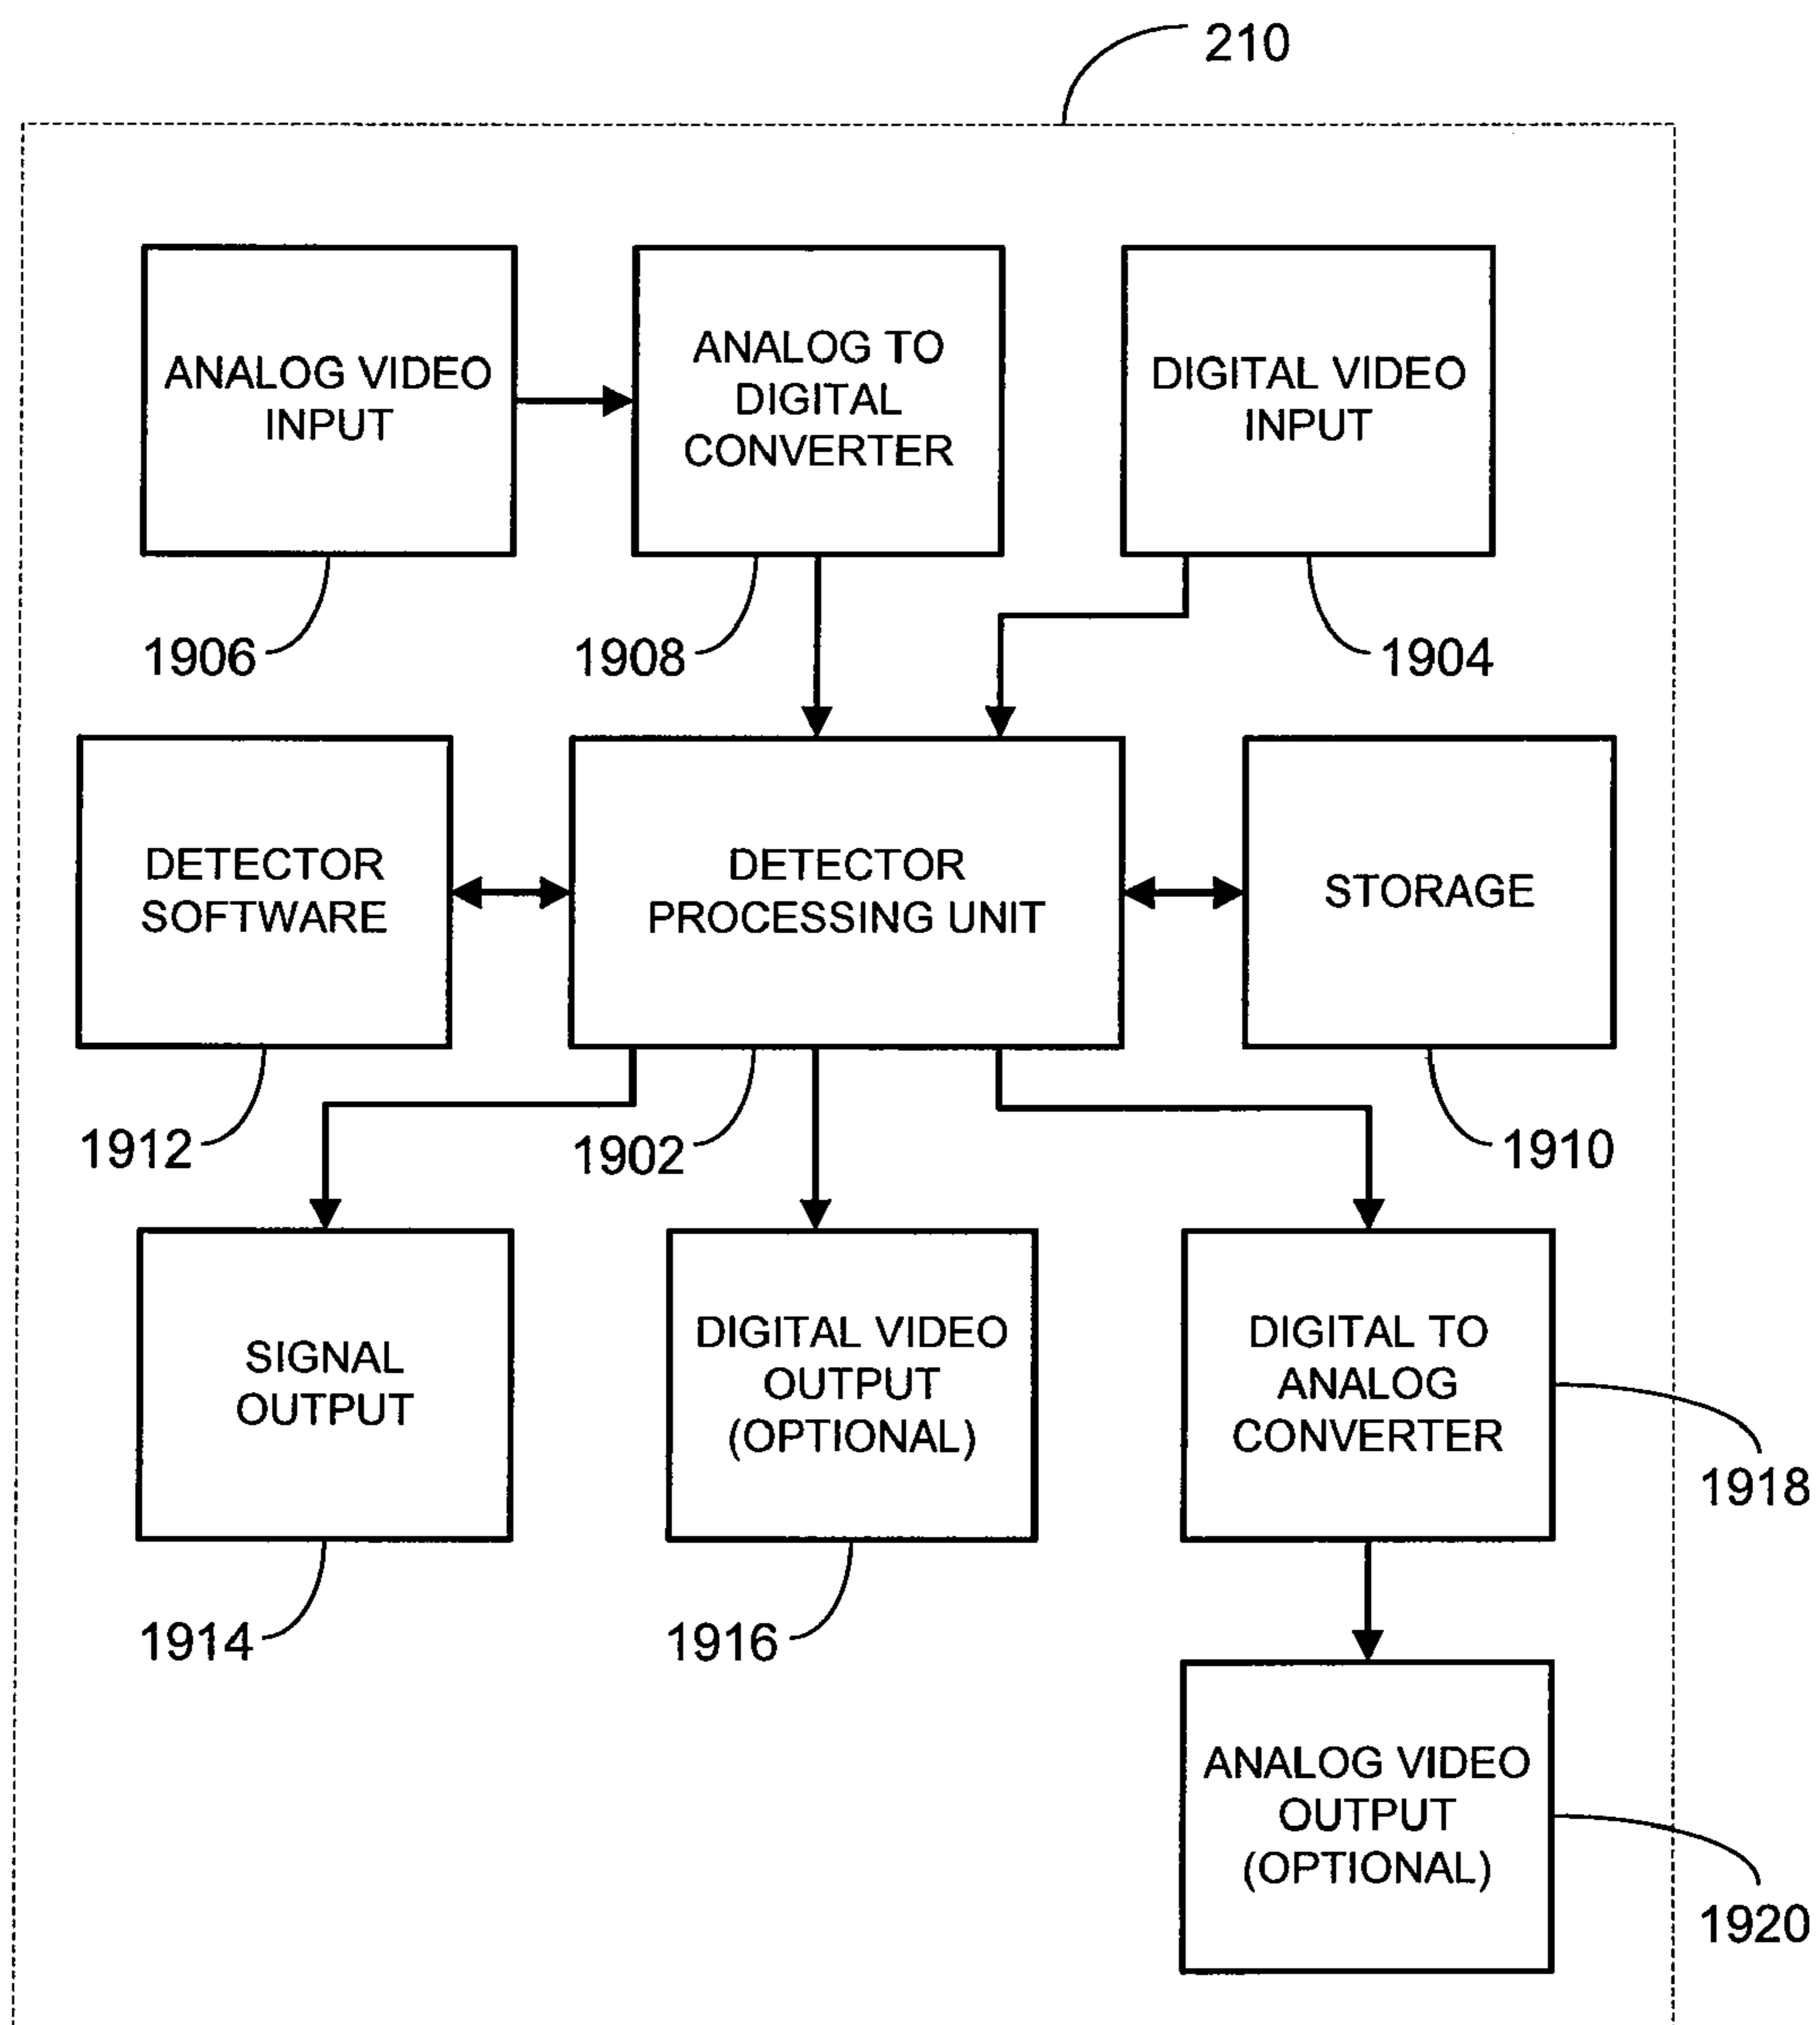 210
ANALOG VIDEO
INPUT
ANALOG TO
DIGITAL
CONVERTER
DIGITAL VIDEO
INPUT
1906
1908
1904
DETECTOR
SOFTWARE
DETECTOR
PROCESSING UNIT
STORAGE
1912
1902
1910
SIGNAL
OUTPUT
DIGITAL VIDEO
OUTPUT
(OPTIONAL)
DIGITAL TO
ANALOG
CONVERTER
1918
1914
1916
ANALOG VIDEO
OUTPUT
(OPTIONAL)
1920